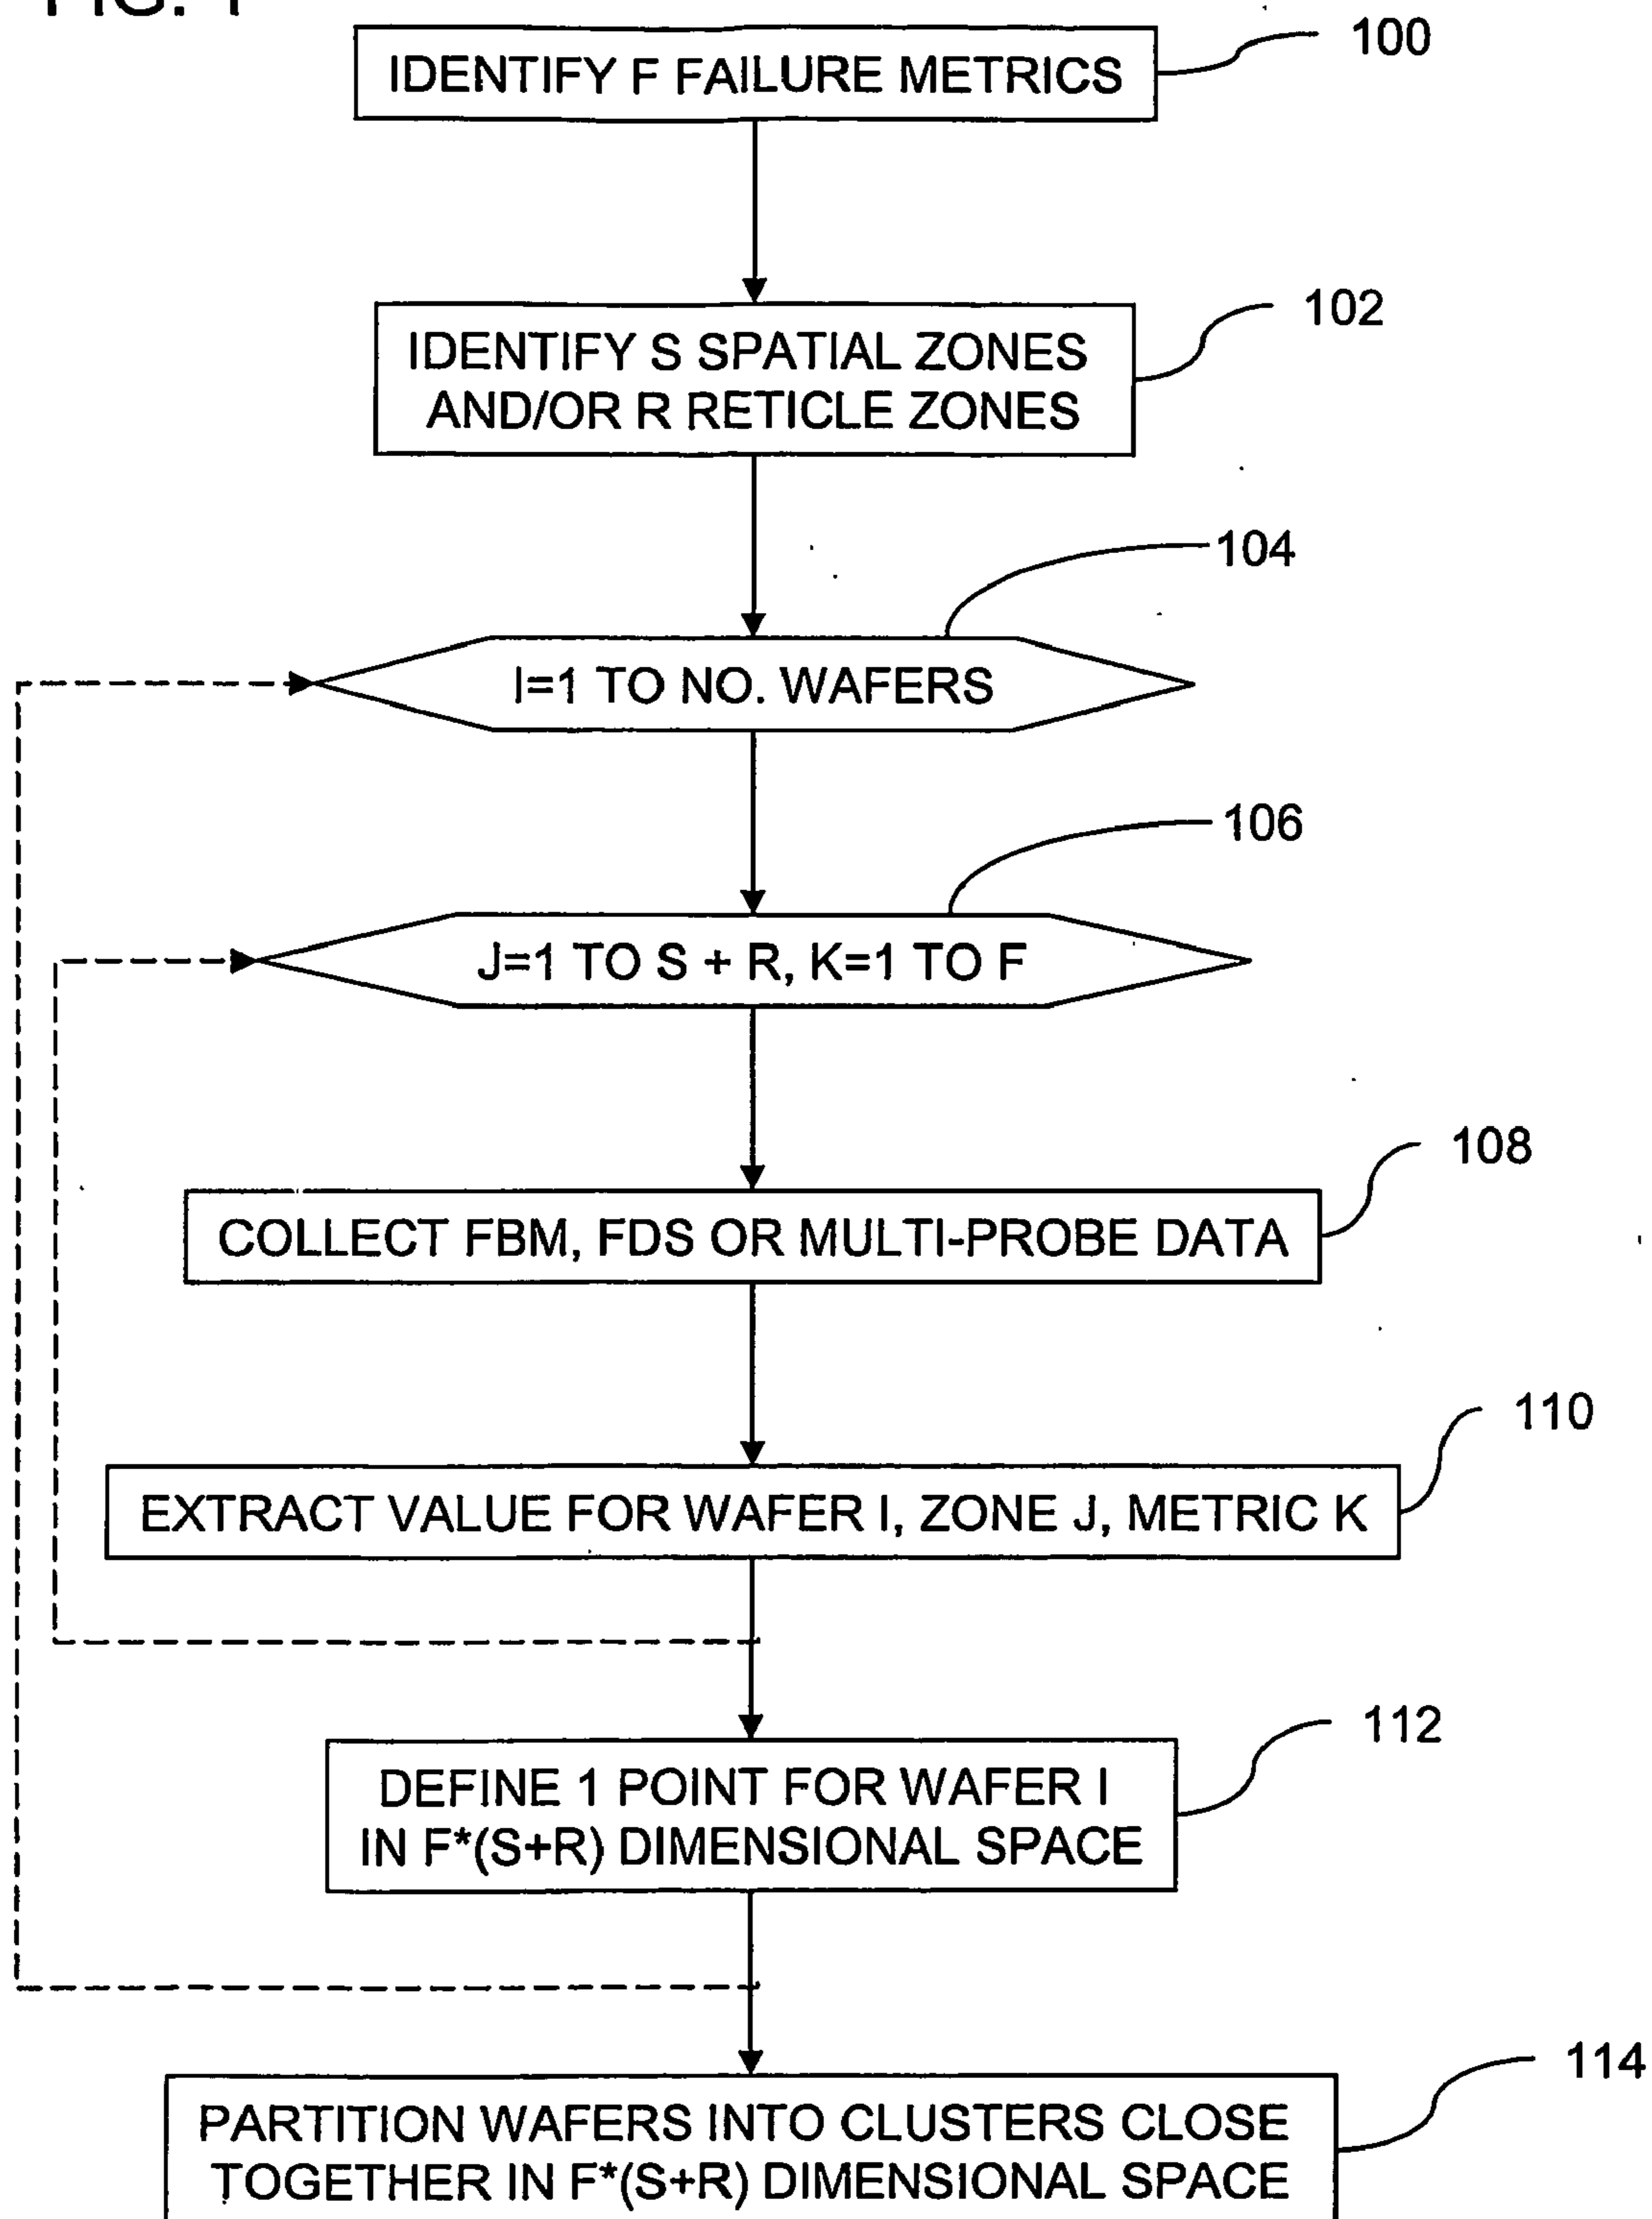 FIG. 1
100
IDENTIFY F FAILURE METRICS
102
IDENTIFY S SPATIAL ZONES
AND/OR R RETICLE ZONES
104
I=1 TO NO. WAFERS
106
J=1 TO S + R, K=1 TO F
108
COLLECT FBM, FDS OR MULTI-PROBE DATA
110
EXTRACT VALUE FOR WAFER I, ZONE J, METRIC K
112
DEFINE 1 POINT FOR WAFER I
IN F*(S+R) DIMENSIONAL SPACE
114
PARTITION WAFERS INTO CLUSTERS CLOSE
TOGETHER IN F*(S+R) DIMENSIONAL SPACE